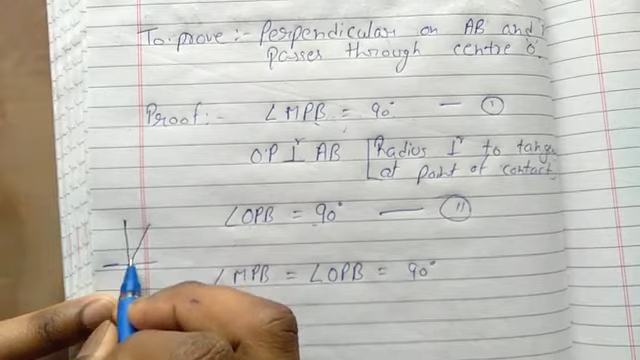 To prove :- Perpendicular on AB and
passes through centre O.
Proof :- ∠MPB = 90° — (I)
OP ⊥r AB [Radius ⊥r to tange
at point of contact
∠OPB = 90° — (II)
∠MPB = ∠OPB = 90°